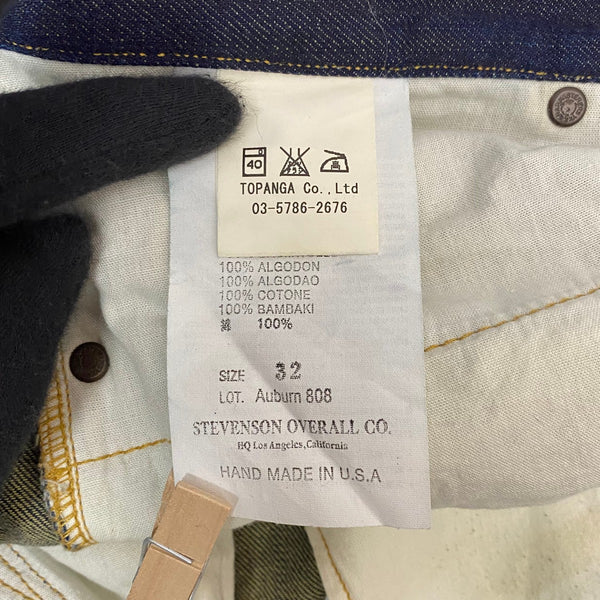 40
高
TOPANGA Co.,Ltd
03-5786-2676
100% ALGODON
100% ALGODAO
100% COTONE
100% BAMBAKI
100%
SIZE 32
LOT. Auburn 808
STEVENSON OVERALL CO.
HQ Los Angeles, California
HAND MADE IN U.S.A